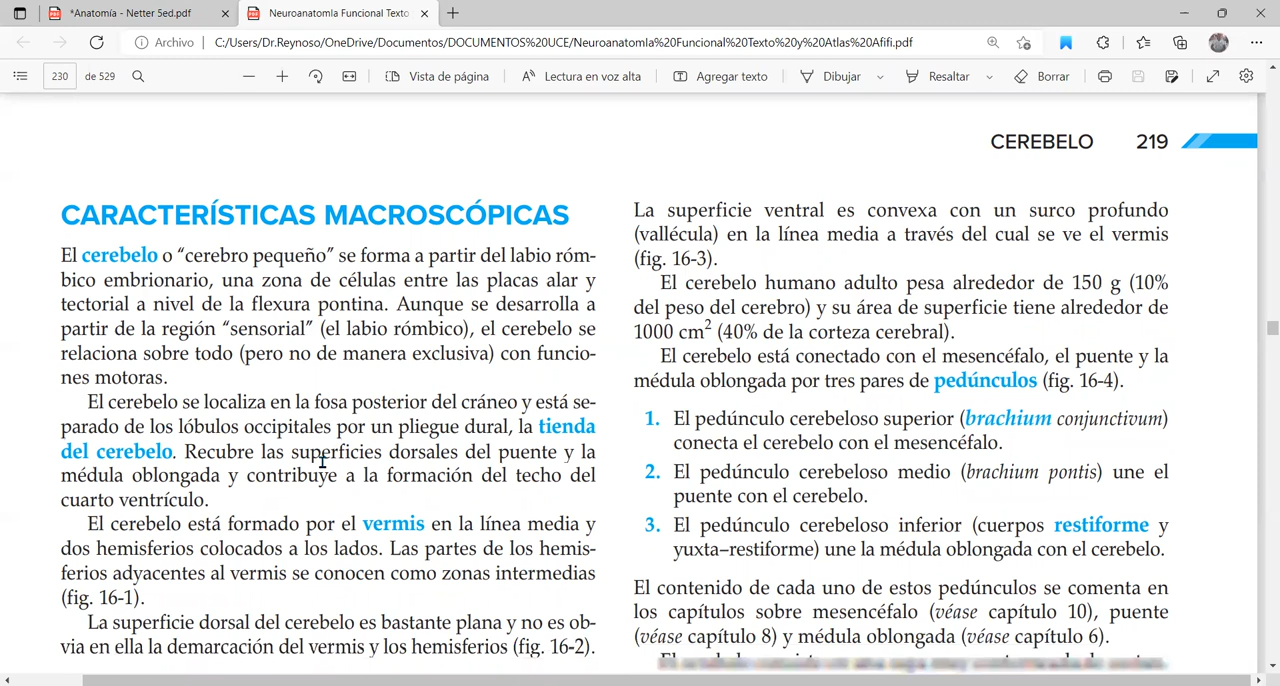 *Anatomía - Netter 5ed.pdf
NeuroanatomIa Funcional Texto
Archivo
C:/Users/Dr.Reynoso/OneDrive/Documentos/DOCUMENTOS%20UCE/NeuroanatomIa%20Funcional%20Texto%20y%20Atlas%20Afifi.pdf
230 de 529
Vista de página
Lectura en voz alta
Agregar texto
Dibujar
Resaltar
Borrar
CEREBELO 219
CARACTERÍSTICAS MACROSCÓPICAS
El cerebelo o “cerebro pequeño” se forma a partir del labio róm-
bico embrionario, una zona de células entre las placas alar y
tectorial a nivel de la flexura pontina. Aunque se desarrolla a
partir de la región “sensorial” (el labio rómbico), el cerebelo se
relaciona sobre todo (pero no de manera exclusiva) con funcio-
nes motoras.
El cerebelo se localiza en la fosa posterior del cráneo y está se-
parado de los lóbulos occipitales por un pliegue dural, la tienda
del cerebelo. Recubre las superficies dorsales del puente y la
médula oblongada y contribuye a la formación del techo del
cuarto ventrículo.
El cerebelo está formado por el vermis en la línea media y
dos hemisferios colocados a los lados. Las partes de los hemis-
ferios adyacentes al vermis se conocen como zonas intermedias
(fig. 16-1).
La superficie dorsal del cerebelo es bastante plana y no es ob-
via en ella la demarcación del vermis y los hemisferios (fig. 16-2).
La superficie ventral es convexa con un surco profundo
(vallécula) en la línea media a través del cual se ve el vermis
(fig. 16-3).
El cerebelo humano adulto pesa alrededor de 150 g (10%
del peso del cerebro) y su área de superficie tiene alrededor de
1000 cm² (40% de la corteza cerebral).
El cerebelo está conectado con el mesencéfalo, el puente y la
médula oblongada por tres pares de pedúnculos (fig. 16-4).
1. El pedúnculo cerebeloso superior (brachium conjunctivum)
conecta el cerebelo con el mesencéfalo.
2. El pedúnculo cerebeloso medio (brachium pontis) une el
puente con el cerebelo.
3. El pedúnculo cerebeloso inferior (cuerpos restiforme y
yuxta–restiforme) une la médula oblongada con el cerebelo.
El contenido de cada uno de estos pedúnculos se comenta en
los capítulos sobre mesencéfalo (véase capítulo 10), puente
(véase capítulo 8) y médula oblongada (véase capítulo 6).